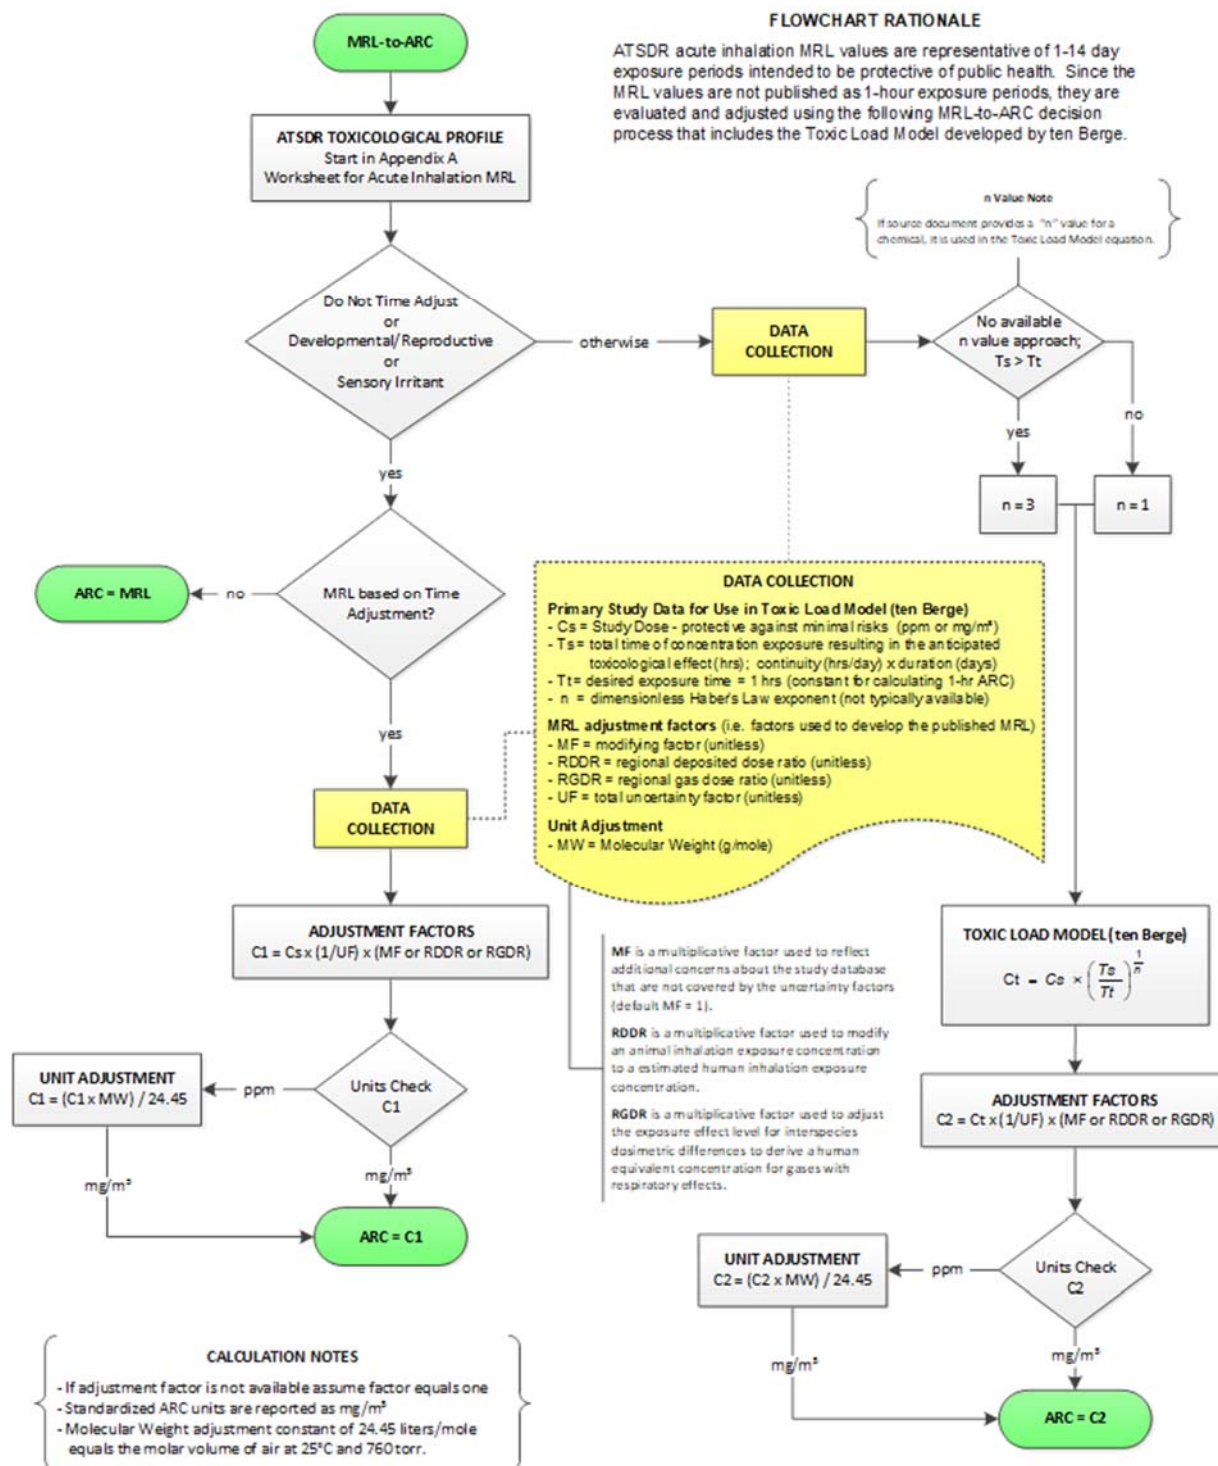 FLOWCHART RATIONALE
ATSDR acute inhalation MRL values are representative of 1-14 day
exposure periods intended to be protective of public health. Since the
MRL values are not published as 1-hour exposure periods, they are
evaluated and adjusted using the following MRL-to-ARC decision
process that includes the Toxic Load Model developed by ten Berge.
MRL-to-ARC
ATSDR TOXICOLOGICAL PROFILE
Start in Appendix A
Worksheet for Acute Inhalation MRL
n Value Note
If source document provides a "n" value for a
chemical, it is used in the Toxic Load Model equation.
Do Not Time Adjust
or
Developmental/Reproductive
or
Sensory Irritant
otherwise
DATA
COLLECTION
No available
n value approach;
Ts > Tt
yes
no
n = 3
n = 1
yes
MRL based on Time
Adjustment?
no
ARC = MRL
yes
DATA
COLLECTION
DATA COLLECTION
Primary Study Data for Use in Toxic Load Model (ten Berge)
- Cs = Study Dose - protective against minimal risks (ppm or mg/m³)
- Ts = total time of concentration exposure resulting in the anticipated
toxicological effect (hrs); continuity (hrs/day) x duration (days)
- Tt = desired exposure time = 1 hrs (constant for calculating 1-hr ARC)
- n = dimensionless Haber's Law exponent (not typically available)
MRL adjustment factors (i.e. factors used to develop the published MRL)
- MF = modifying factor (unitless)
- RDDR = regional deposited dose ratio (unitless)
- RGDR = regional gas dose ratio (unitless)
- UF = total uncertainty factor (unitless)
Unit Adjustment
- MW = Molecular Weight (g/mole)
ADJUSTMENT FACTORS
C1 = Cs x (1/UF) x (MF or RDDR or RGDR)
MF is a multiplicative factor used to reflect
additional concerns about the study database
that are not covered by the uncertainty factors
(default MF = 1).
RDDR is a multiplicative factor used to modify
an animal inhalation exposure concentration
to a estimated human inhalation exposure
concentration.
RGDR is a multiplicative factor used to adjust
the exposure effect level for interspecies
dosimetric differences to derive a human
equivalent concentration for gases with
respiratory effects.
TOXIC LOAD MODEL (ten Berge)
Ct = Cs × (Ts/Tt)^(1/n)
ADJUSTMENT FACTORS
C2 = Ct x (1/UF) x (MF or RDDR or RGDR)
Units Check
C1
ppm
UNIT ADJUSTMENT
C1 = (C1 x MW) / 24.45
mg/m³
mg/m³
ARC = C1
Units Check
C2
ppm
UNIT ADJUSTMENT
C2 = (C2 x MW) / 24.45
mg/m³
mg/m³
ARC = C2
CALCULATION NOTES
- If adjustment factor is not available assume factor equals one
- Standardized ARC units are reported as mg/m³
- Molecular Weight adjustment constant of 24.45 liters/mole
equals the molar volume of air at 25°C and 760 torr.